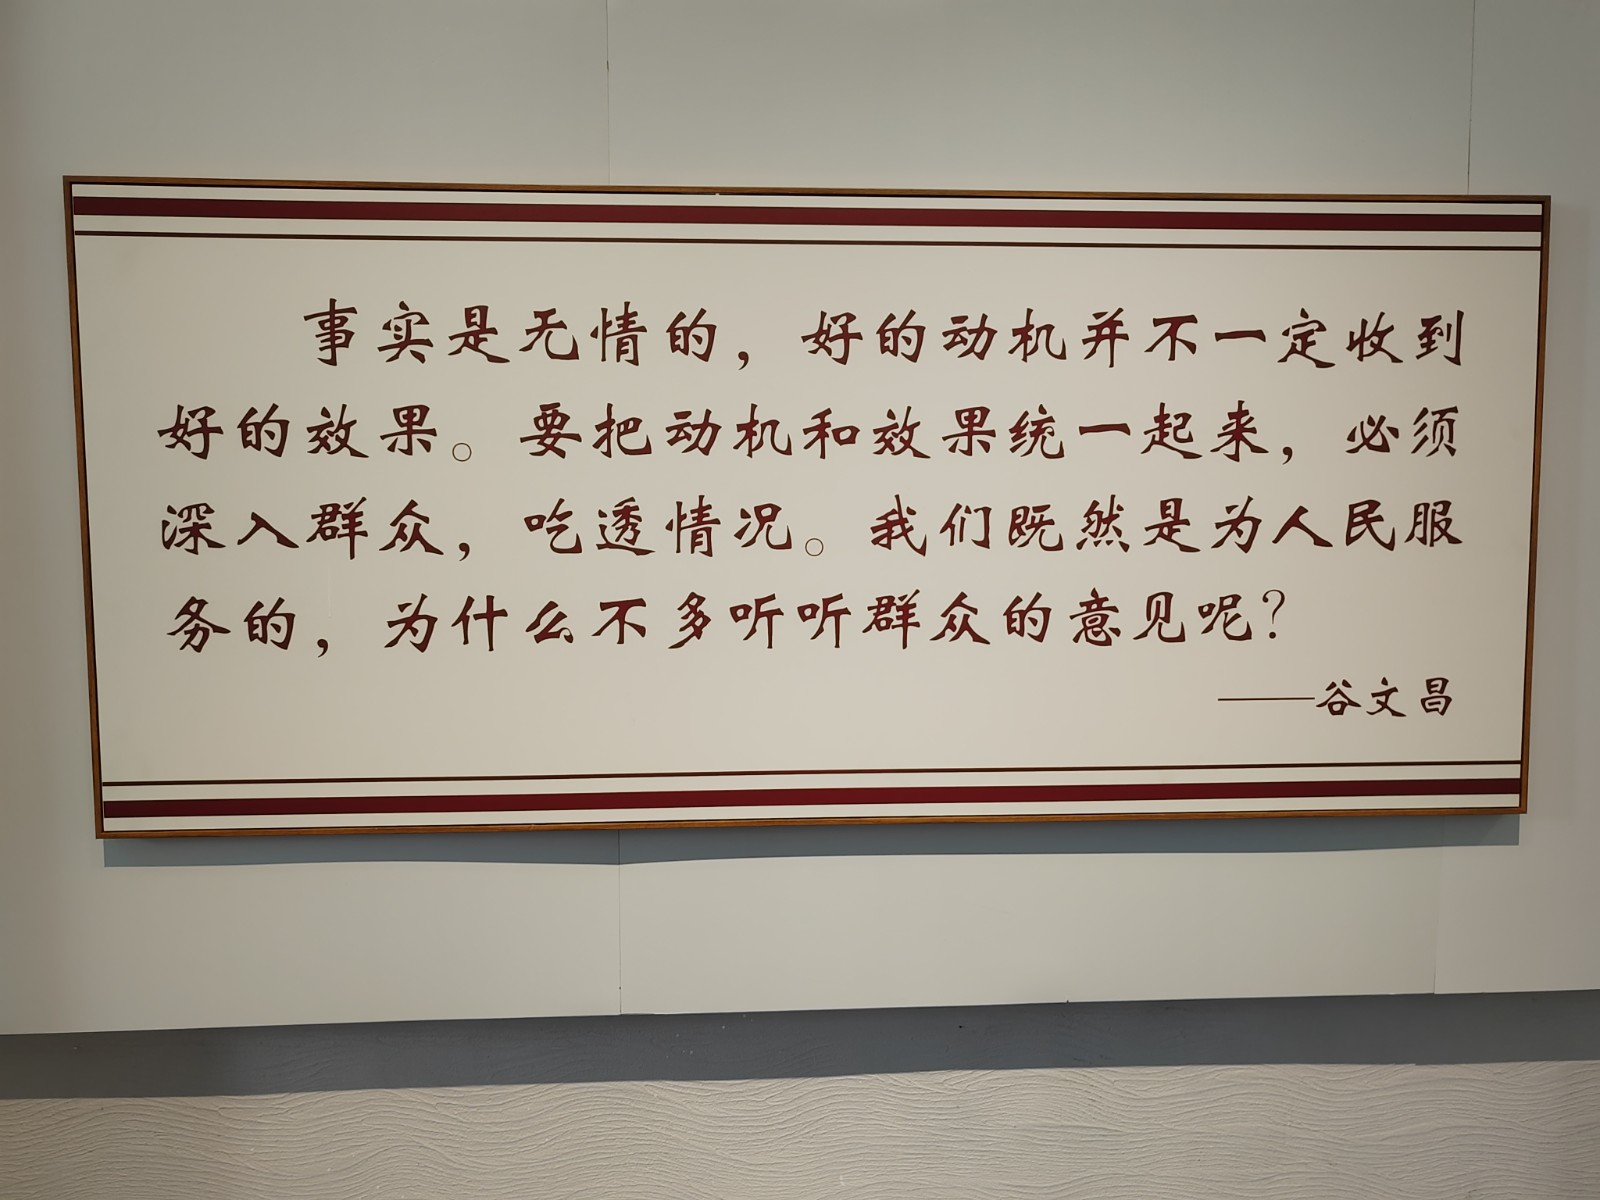 事实是无情的，好的动机并不一定收到
好的效果。要把动机和效果统一起来，必须
深入群众，吃透情况。我们既然是为人民服
务的，为什么不多听听群众的意见呢？
——谷文昌